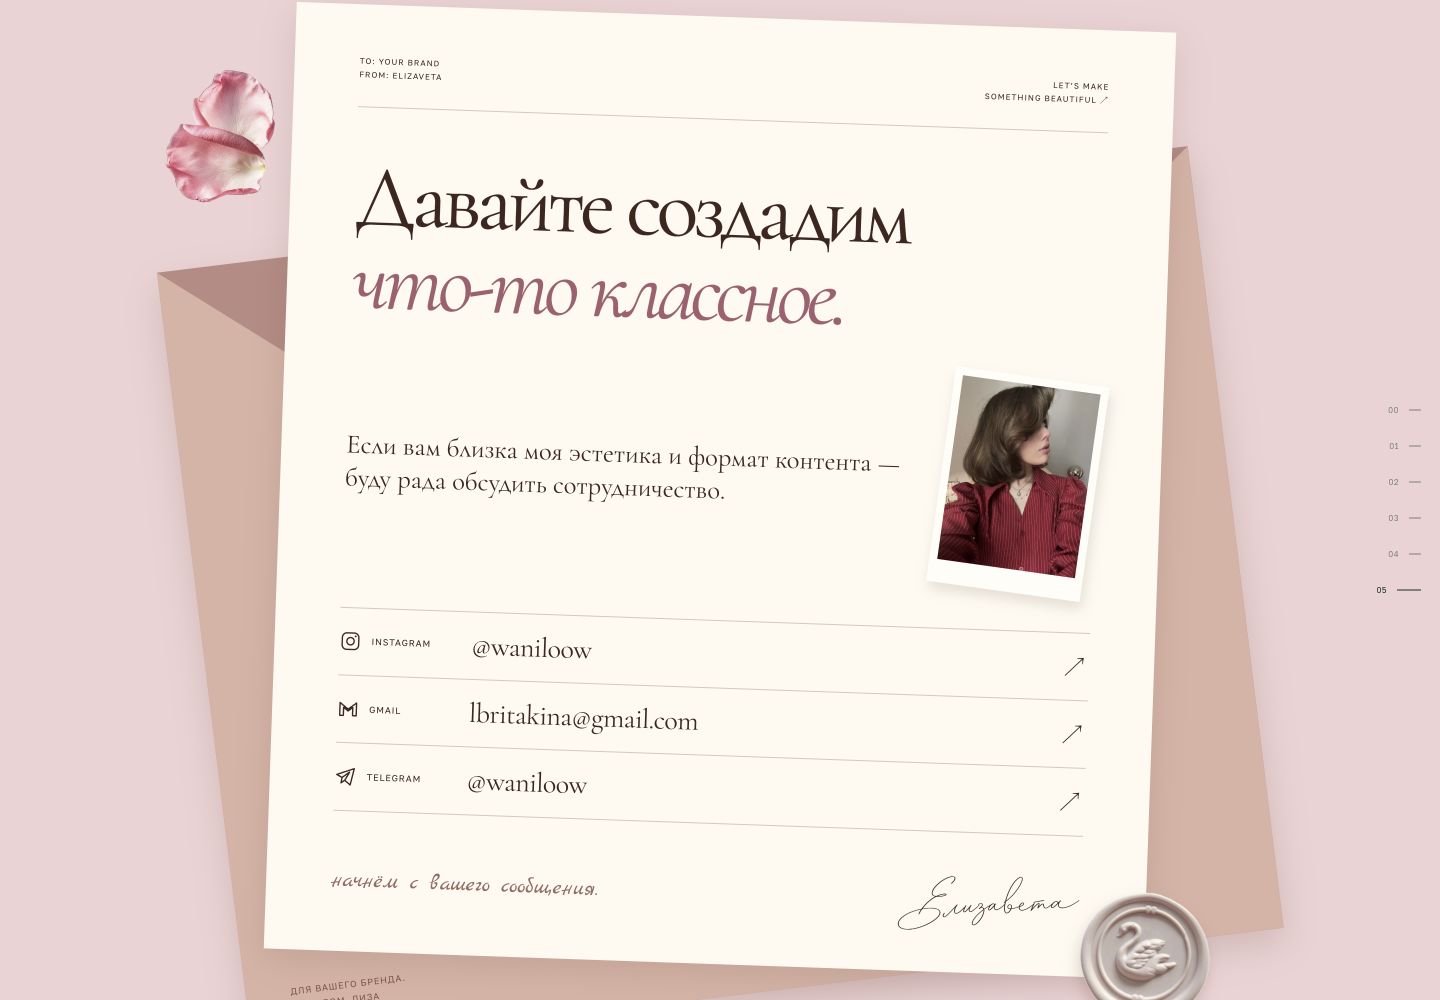 TO: YOUR BRAND
FROM: ELIZAVETA
LET'S MAKE
SOMETHING BEAUTIFUL ↗
Давайте создадим
что-то классное.
Если вам близка моя эстетика и формат контента —
буду рада обсудить сотрудничество.
INSTAGRAM @waniloow ↗
GMAIL lbritakina@gmail.com ↗
TELEGRAM @waniloow ↗
начнём с вашего сообщения.
Елизавета
ДЛЯ ВАШЕГО БРЕНДА.
ЛИЗА
00
01
02
03
04
05